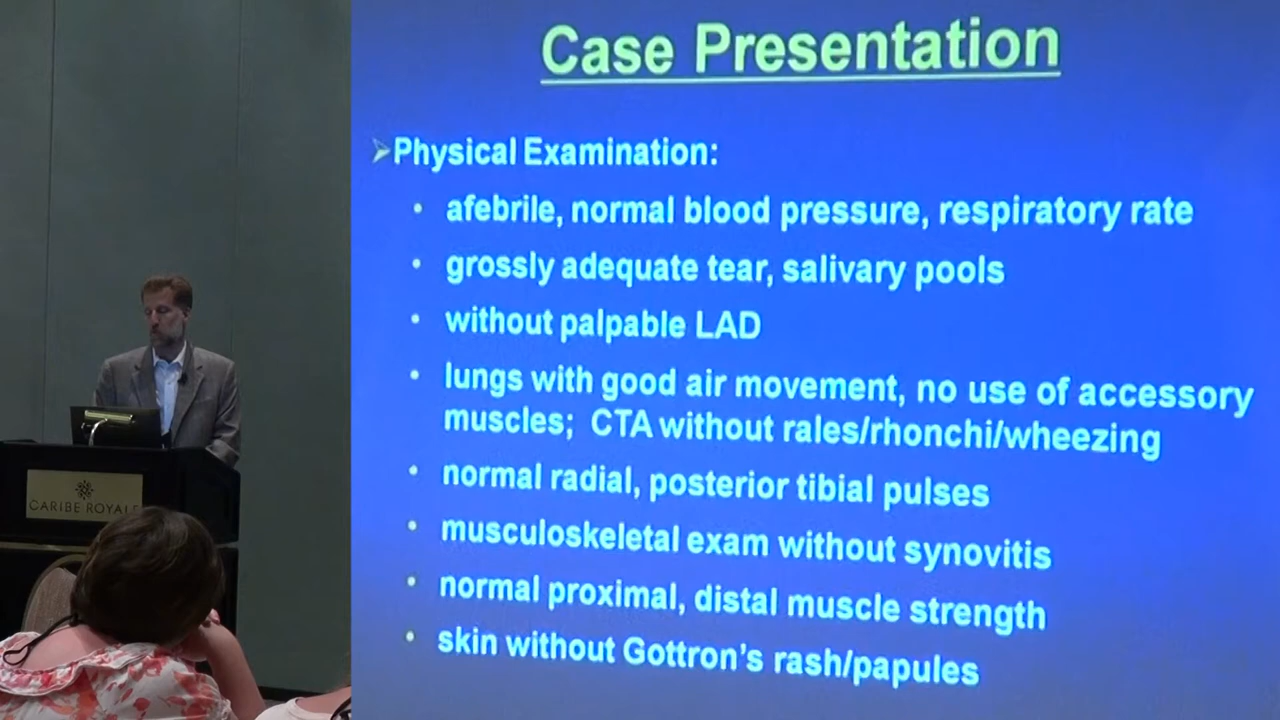 Case Presentation
Physical Examination:
afebrile, normal blood pressure, respiratory rate
grossly adequate tear, salivary pools
without palpable LAD
lungs with good air movement, no use of accessory
muscles; CTA without rales/rhonchi/wheezing
normal radial, posterior tibial pulses
musculoskeletal exam without synovitis
normal proximal, distal muscle strength
skin without Gottron's rash/papules
CARIBE ROYALE